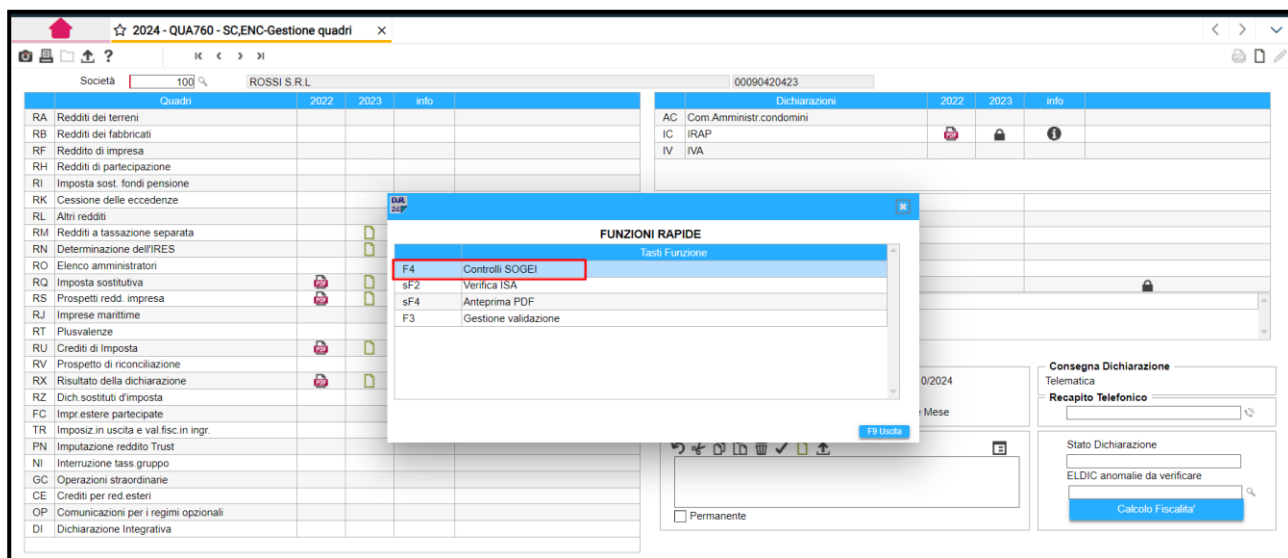 2024 - QUA760 - SC,ENC-Gestione quadri
Società 100 ROSSI S.R.L 00090420423
Quadri 2022 2023 info
RA Redditi dei terreni
RB Redditi dei fabbricati
RF Reddito di impresa
RH Redditi di partecipazione
RI Imposta sost. fondi pensione
RK Cessione delle eccedenze
RL Altri redditi
RM Redditi a tassazione separata
RN Determinazione dell'IRES
RO Elenco amministratori
RQ Imposta sostitutiva
RS Prospetti redd. impresa
RJ Imprese marittime
RT Plusvalenze
RU Crediti di Imposta
RV Prospetto di riconciliazione
RX Risultato della dichiarazione
RZ Dich.sostituti d'imposta
FC Impr.estere partecipate
TR Imposiz.in uscita e val.fisc.in ingr.
PN Imputazione reddito Trust
NI Interruzione tass.gruppo
GC Operazioni straordinarie
CE Crediti per red.esteri
OP Comunicazioni per i regimi opzionali
DI Dichiarazione Integrativa
Dichiarazioni 2022 2023 info
AC Com.Amministr.condomini
IC IRAP
IV IVA
D.R.
24
FUNZIONI RAPIDE
Tasti Funzione
F4 Controlli SOGEI
sF2 Verifica ISA
sF4 Anteprima PDF
F3 Gestione validazione
F9 Uscita
0/2024
Mese
Permanente
Consegna Dichiarazione
Telematica
Recapito Telefonico
Stato Dichiarazione
ELDIC anomalie da verificare
Calcolo Fiscalita'